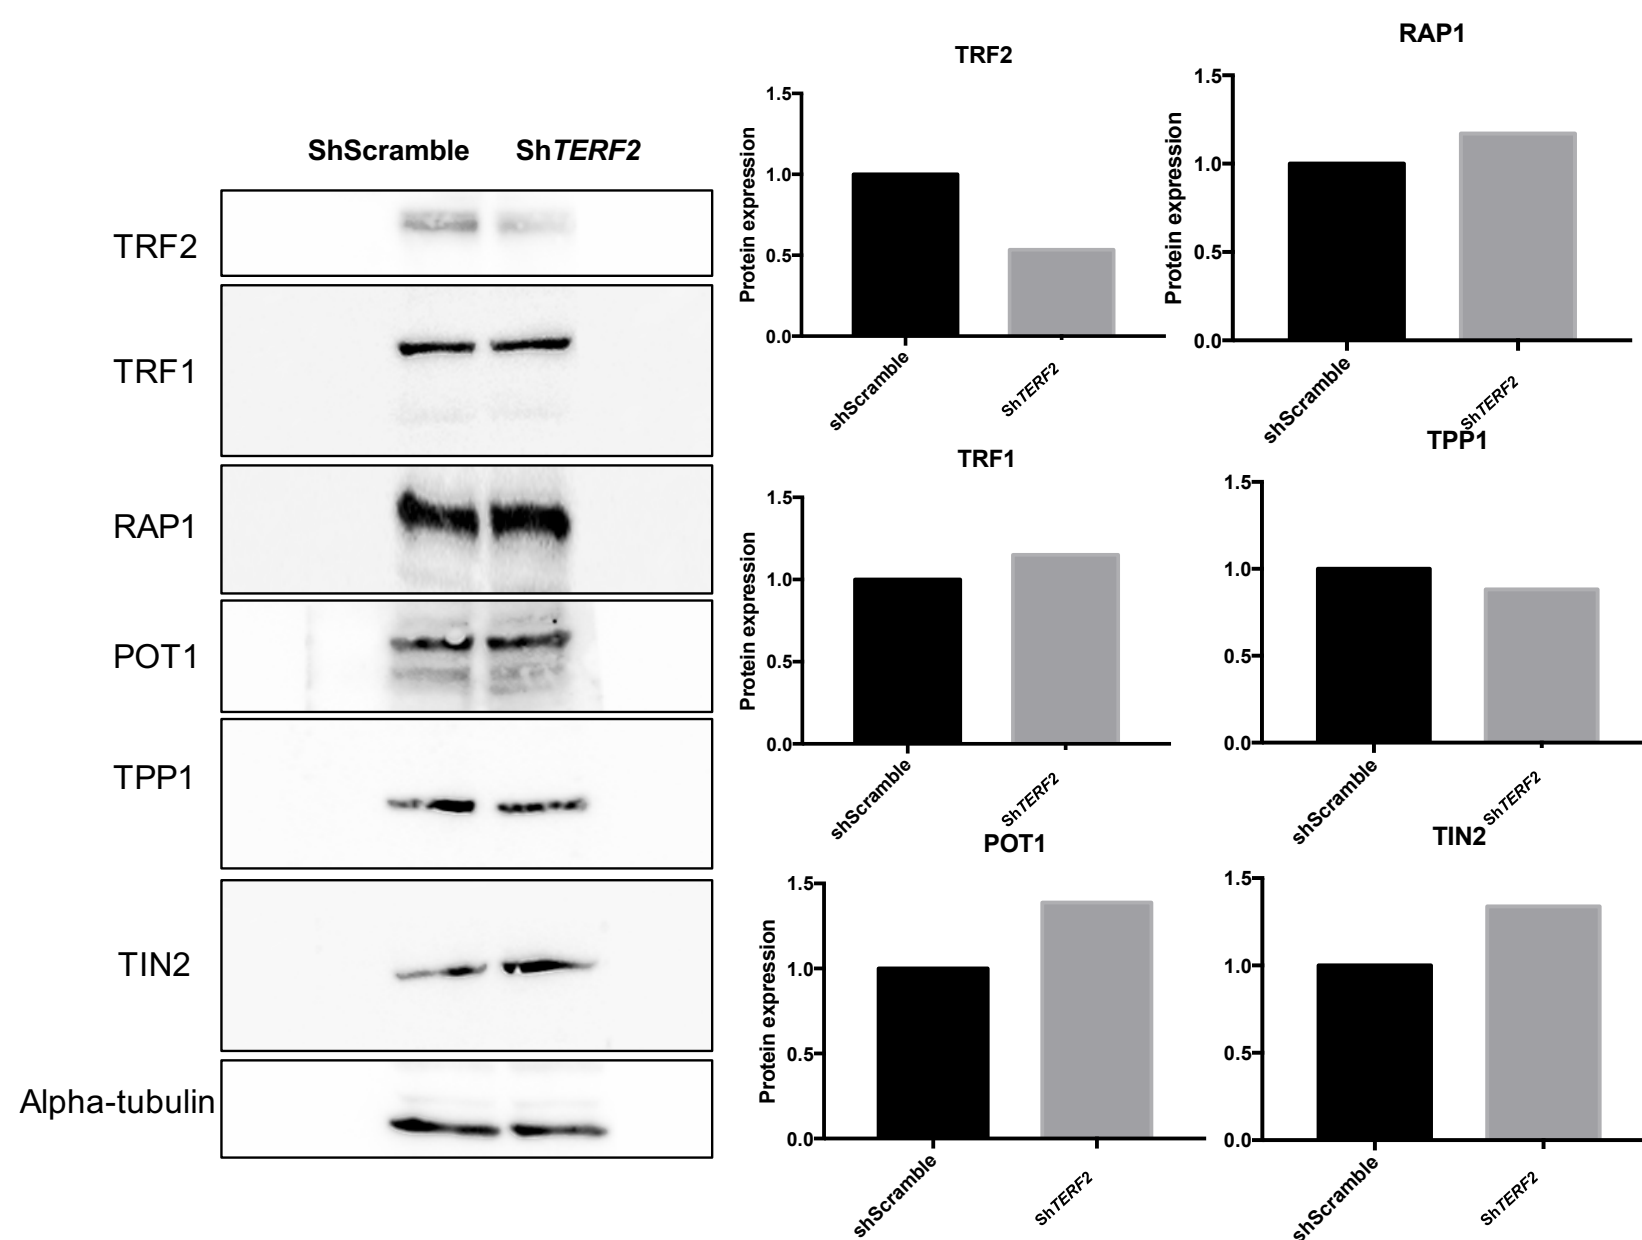 ShScramble ShTERF2
TRF2
TRF1
RAP1
POT1
TPP1
TIN2
Alpha-tubulin
TRF2
Protein expression
1.5
1.0
0.5
0.0
shScramble
ShTERF2
RAP1
Protein expression
1.5
1.0
0.5
0.0
shScramble
ShTERF2
TRF1
Protein expression
1.5
1.0
0.5
0.0
shScramble
ShTERF2
TPP1
1.5
1.0
0.5
0.0
shScramble
ShTERF2
POT1
Protein expression
1.5
1.0
0.5
0.0
shScramble
ShTERF2
TIN2
1.5
1.0
0.5
0.0
shScramble
ShTERF2